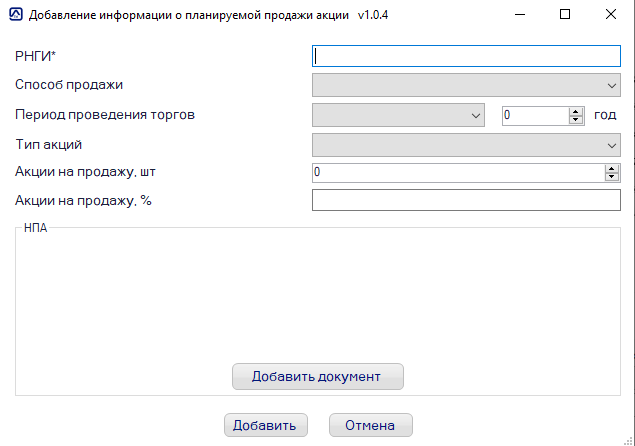 Добавление информации о планируемой продажи акции v1.0.4
РНГИ*
Способ продажи
Период проведения торгов 0 год
Тип акций
Акции на продажу, шт 0
Акции на продажу, %
НПА
Добавить документ
Добавить Отмена